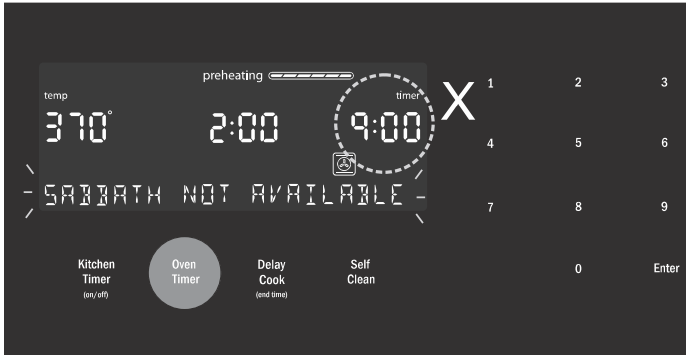 preheating
temp
timer
370° 2:00 9:00
SABBATH NOT AVAILABLE
X
1 2 3
4 5 6
7 8 9
0 Enter
Kitchen
Timer
(on/off)
Oven
Timer
Delay
Cook
(end time)
Self
Clean